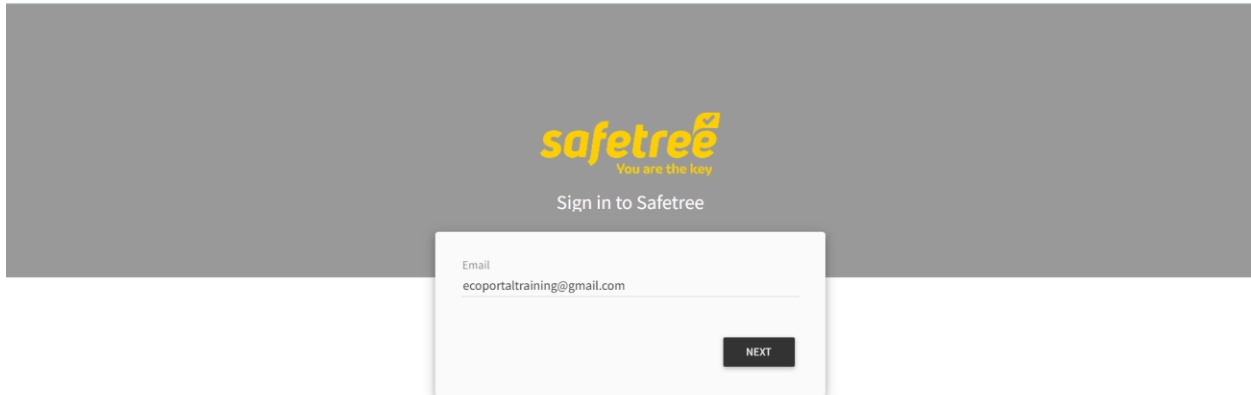 safetree
You are the key
Sign in to Safetree
Email
ecoportaltraining@gmail.com
NEXT